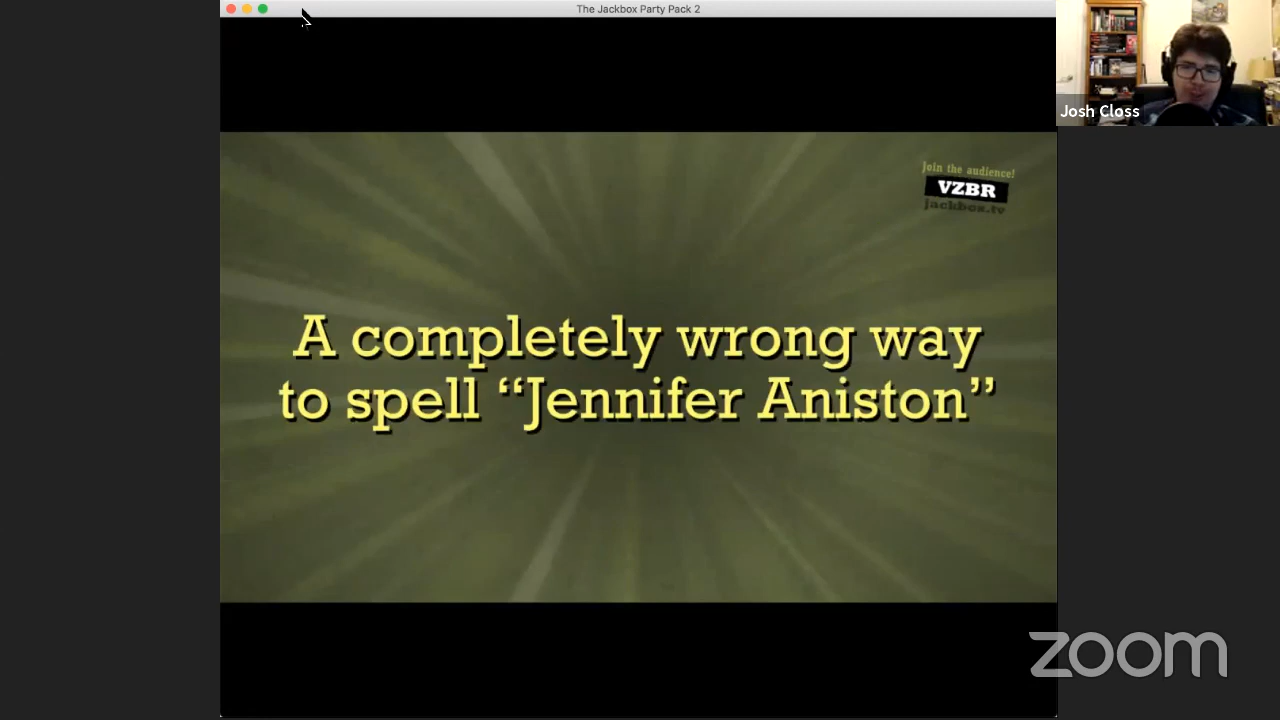 The Jackbox Party Pack 2
Josh Closs
Join the audience!
VZBR
jackbox.tv
A completely wrong way
to spell “Jennifer Aniston”
zoom